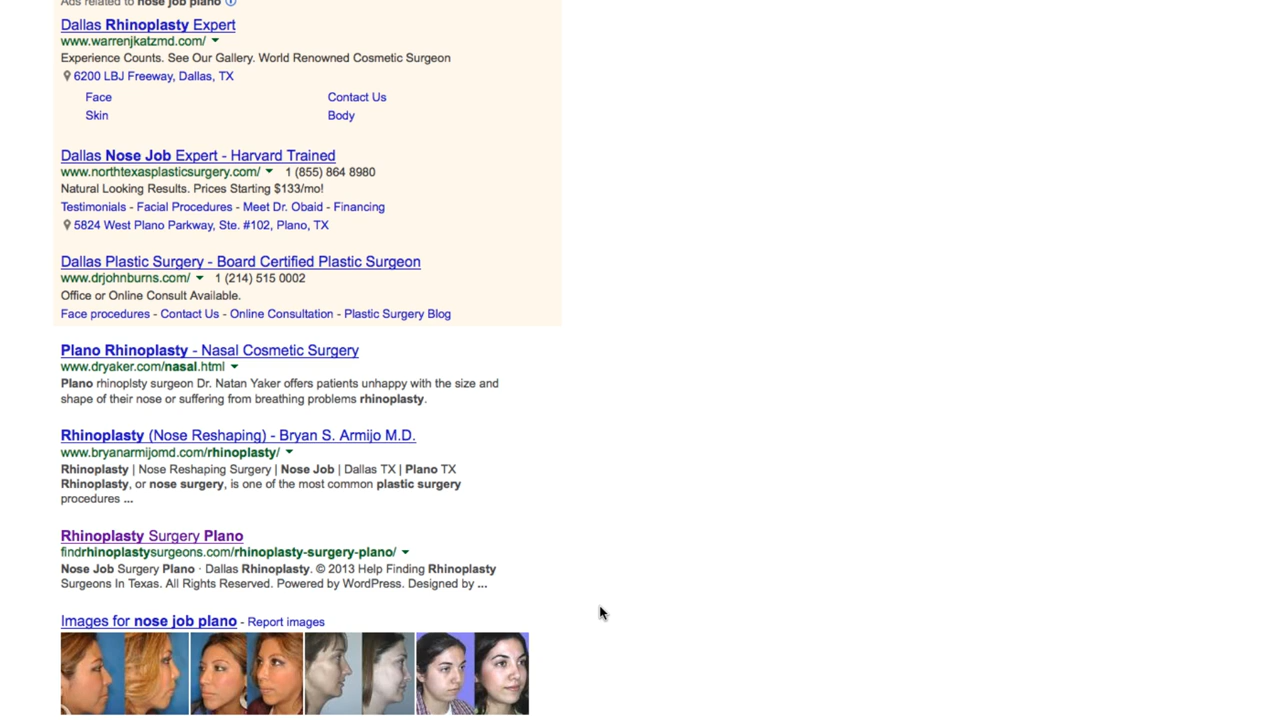 Ads related to nose job plano
Dallas Rhinoplasty Expert
www.warrenjkatzmd.com/
Experience Counts. See Our Gallery. World Renowned Cosmetic Surgeon
6200 LBJ Freeway, Dallas, TX
Face Contact Us
Skin Body
Dallas Nose Job Expert - Harvard Trained
www.northtexasplasticsurgery.com/ 1 (855) 864 8980
Natural Looking Results. Prices Starting $133/mo!
Testimonials - Facial Procedures - Meet Dr. Obaid - Financing
5824 West Plano Parkway, Ste. #102, Plano, TX
Dallas Plastic Surgery - Board Certified Plastic Surgeon
www.drjohnburns.com/ 1 (214) 515 0002
Office or Online Consult Available.
Face procedures - Contact Us - Online Consultation - Plastic Surgery Blog
Plano Rhinoplasty - Nasal Cosmetic Surgery
www.dryaker.com/nasal.html
Plano rhinoplsty surgeon Dr. Natan Yaker offers patients unhappy with the size and
shape of their nose or suffering from breathing problems rhinoplasty.
Rhinoplasty (Nose Reshaping) - Bryan S. Armijo M.D.
www.bryanarmijomd.com/rhinoplasty/
Rhinoplasty | Nose Reshaping Surgery | Nose Job | Dallas TX | Plano TX
Rhinoplasty, or nose surgery, is one of the most common plastic surgery
procedures ...
Rhinoplasty Surgery Plano
findrhinoplastysurgeons.com/rhinoplasty-surgery-plano/
Nose Job Surgery Plano · Dallas Rhinoplasty. © 2013 Help Finding Rhinoplasty
Surgeons In Texas. All Rights Reserved. Powered by WordPress. Designed by ...
Images for nose job plano - Report images